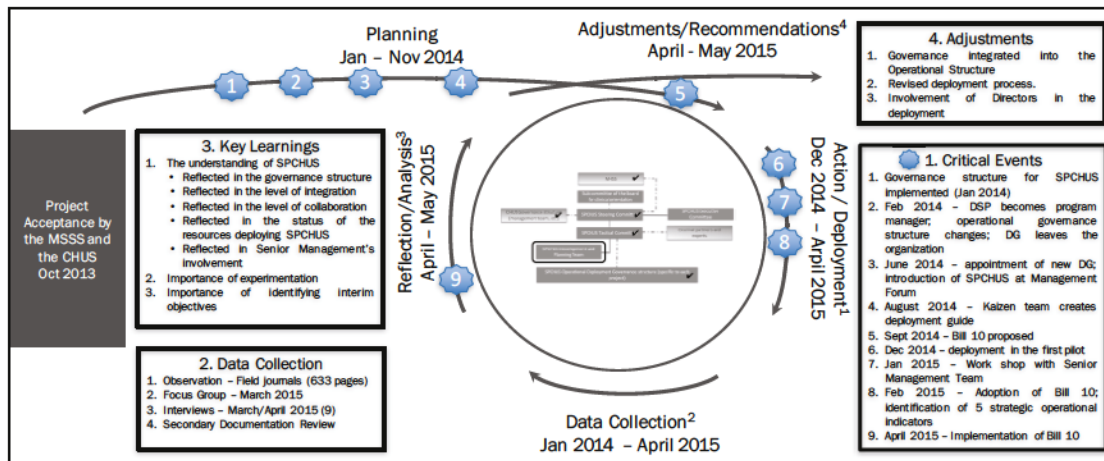 Planning
Jan – Nov 2014
Adjustments/Recommendations4
April - May 2015
1
2
3
4
5
4. Adjustments
1. Governance integrated into the
Operational Structure
2. Revised deployment process.
3. Involvement of Directors in the
deployment
Project
Acceptance by
the MSSS and
the CHUS
Oct 2013
3. Key Learnings
1. The understanding of SPCHUS
• Reflected in the governance structure
• Reflected in the level of integration
• Reflected in the level of collaboration
• Reflected in the status of the
resources deploying SPCHUS
• Reflected in Senior Management's
involvement
2. Importance of experimentation
3. Importance of identifying interim
objectives
Reflection/Analysis3
April – May 2015
9
6
7
8
Action / Deployment1
Dec 2014 – Arpil 2015
1. Critical Events
1. Governance structure for SPCHUS
implemented (Jan 2014)
2. Feb 2014 – DSP becomes program
manager; operational governance
structure changes; DG leaves the
organization
3. June 2014 – appointment of new DG;
introduction of SPCHUS at Management
Forum
4. August 2014 – Kaizen team creates
deployment guide
5. Sept 2014 – Bill 10 proposed
6. Dec 2014 – deployment in the first pilot
7. Jan 2015 – Work shop with Senior
Management Team
8. Feb 2015 – Adoption of Bill 10;
identification of 5 strategic operational
indicators
9. April 2015 – Implementation of Bill 10
2. Data Collection
1. Observation – Field journals (633 pages)
2. Focus Group – March 2015
3. Interviews – March/April 2015 (9)
4. Secondary Documentation Review
Data Collection2
Jan 2014 – April 2015